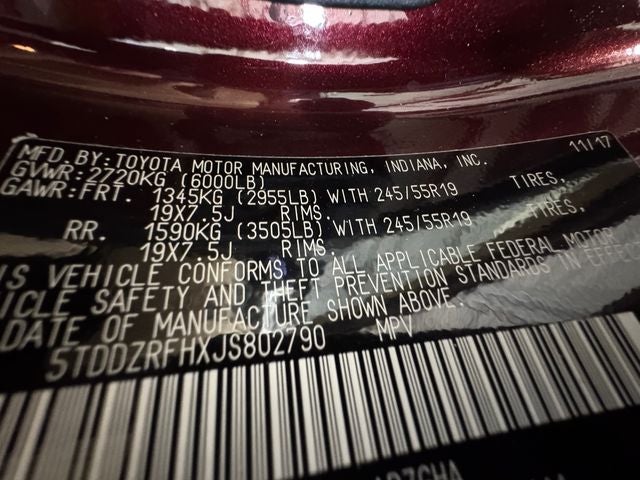 MFD. BY: TOYOTA MOTOR MANUFACTURING, INDIANA, INC. 11/17
GVWR: 2720KG (6000LB)
GAWR: FRT. 1345KG (2955LB) WITH 245/55R19 TIRES,
19X7.5J RIMS.
RR. 1590KG (3505LB) WITH 245/55R19 TIRES,
19X7.5J RIMS.
IS VEHICLE CONFORMS TO ALL APPLICABLE FEDERAL MOTOR
ICLE SAFETY AND THEFT PREVENTION STANDARDS IN EFFEC
DATE OF MANUFACTURE SHOWN ABOVE.
5TDDZRFHXJS802790 MPV